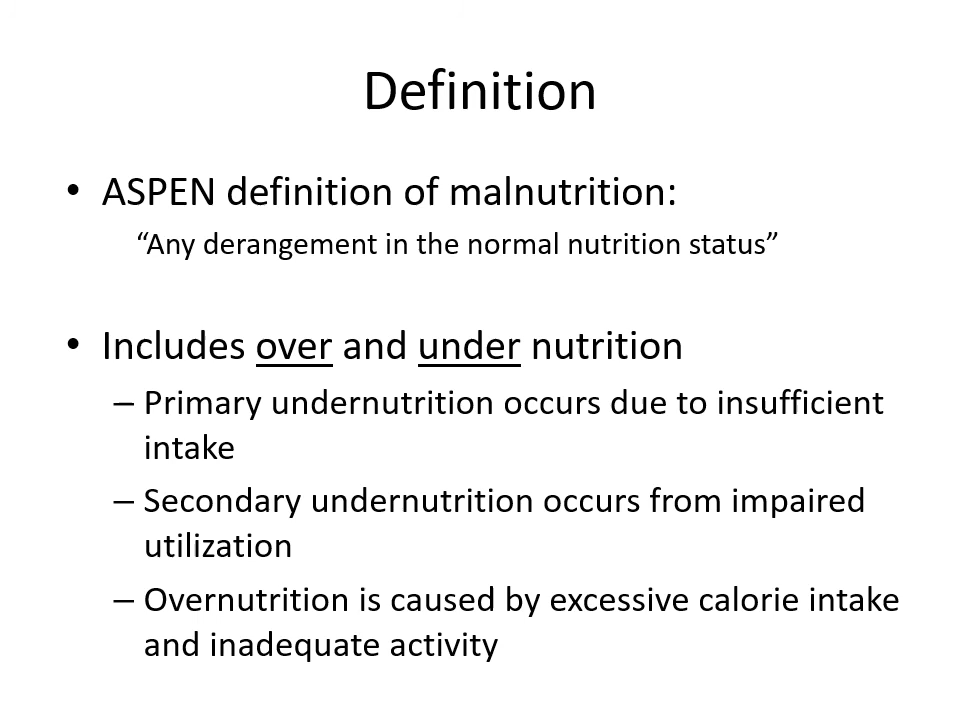 Definition
• ASPEN definition of malnutrition:
“Any derangement in the normal nutrition status”
• Includes over and under nutrition
– Primary undernutrition occurs due to insufficient
intake
– Secondary undernutrition occurs from impaired
utilization
– Overnutrition is caused by excessive calorie intake
and inadequate activity